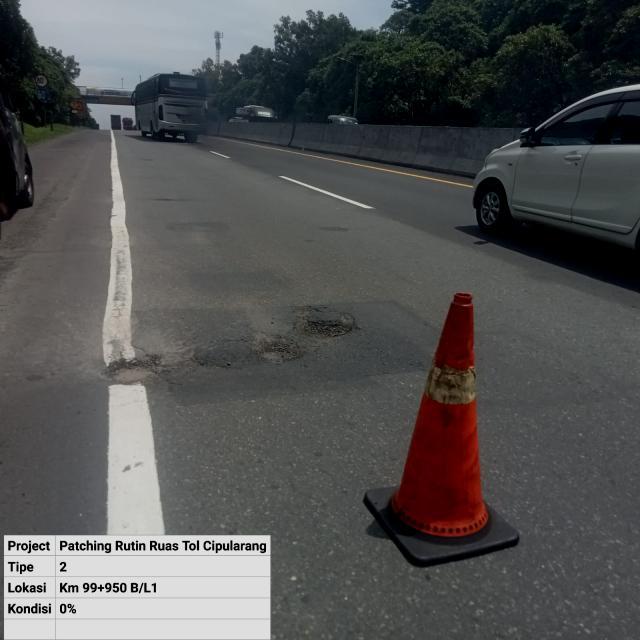 Project Patching Rutin Ruas Tol Cipularang
Tipe 2
Lokasi Km 99+950 B/L1
Kondisi 0%